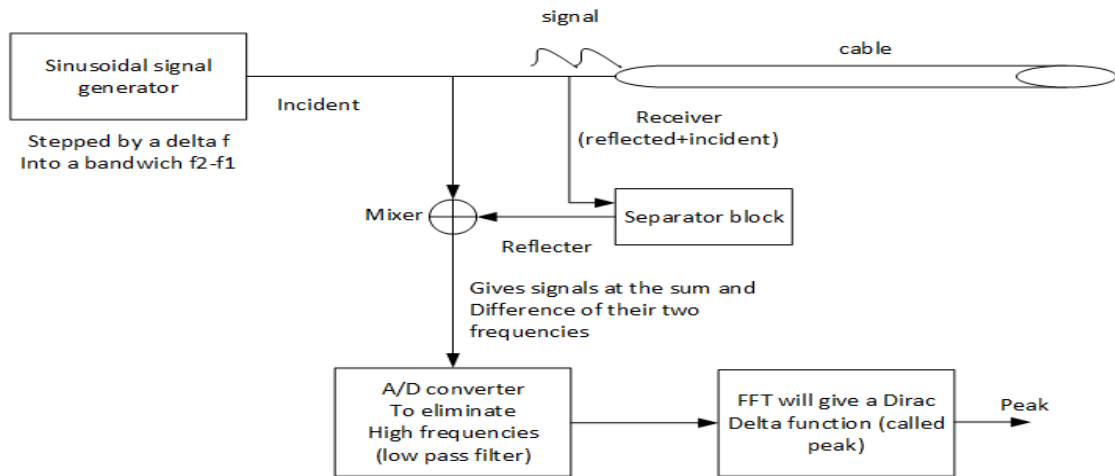 signal
Sinusoidal signal
generator
cable
Incident
Stepped by a delta f
Into a bandwich f2-f1
Receiver
(reflected+incident)
Mixer
Separator block
Reflecter
Gives signals at the sum and
Difference of their two
frequencies
A/D converter
To eliminate
High frequencies
(low pass filter)
FFT will give a Dirac
Delta function (called
peak)
Peak